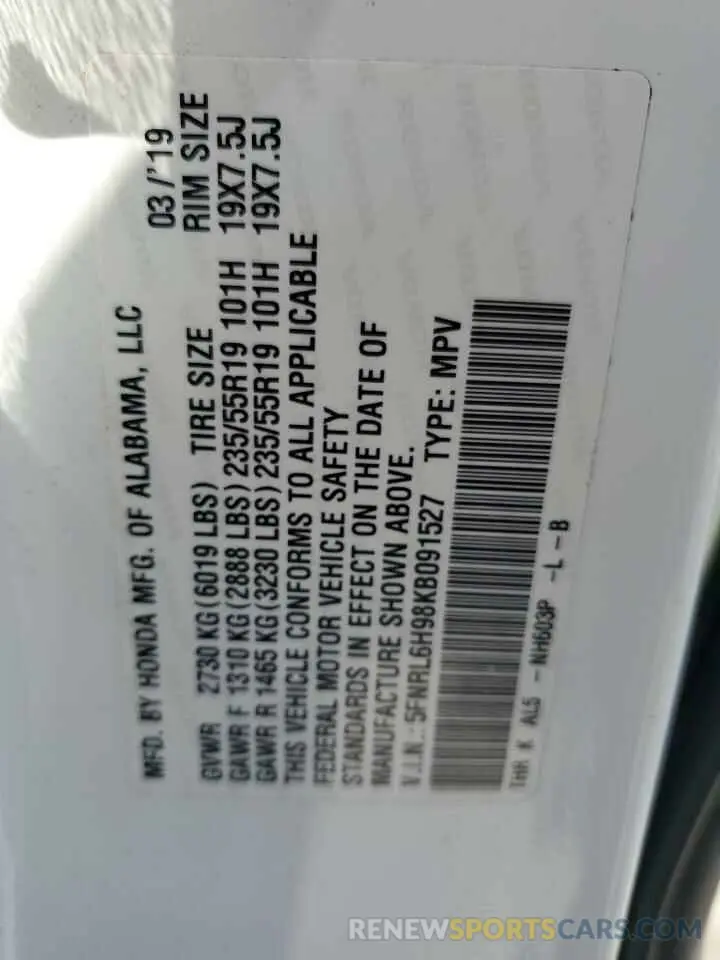 MFD. BY HONDA MFG. OF ALABAMA, LLC 03/'19
GVWR 2730 KG (6019 LBS) TIRE SIZE RIM SIZE
GAWR F 1310 KG (2888 LBS) 235/55R19 101H 19X7.5J
GAWR R 1465 KG (3230 LBS) 235/55R19 101H 19X7.5J
THIS VEHICLE CONFORMS TO ALL APPLICABLE
FEDERAL MOTOR VEHICLE SAFETY
STANDARDS IN EFFECT ON THE DATE OF
MANUFACTURE SHOWN ABOVE.
V.I.N.: 5FNRL6H98KB091527 TYPE: MPV
THR K AL5 -NH603P -L-B
RENEWSPORTSCARS.COM